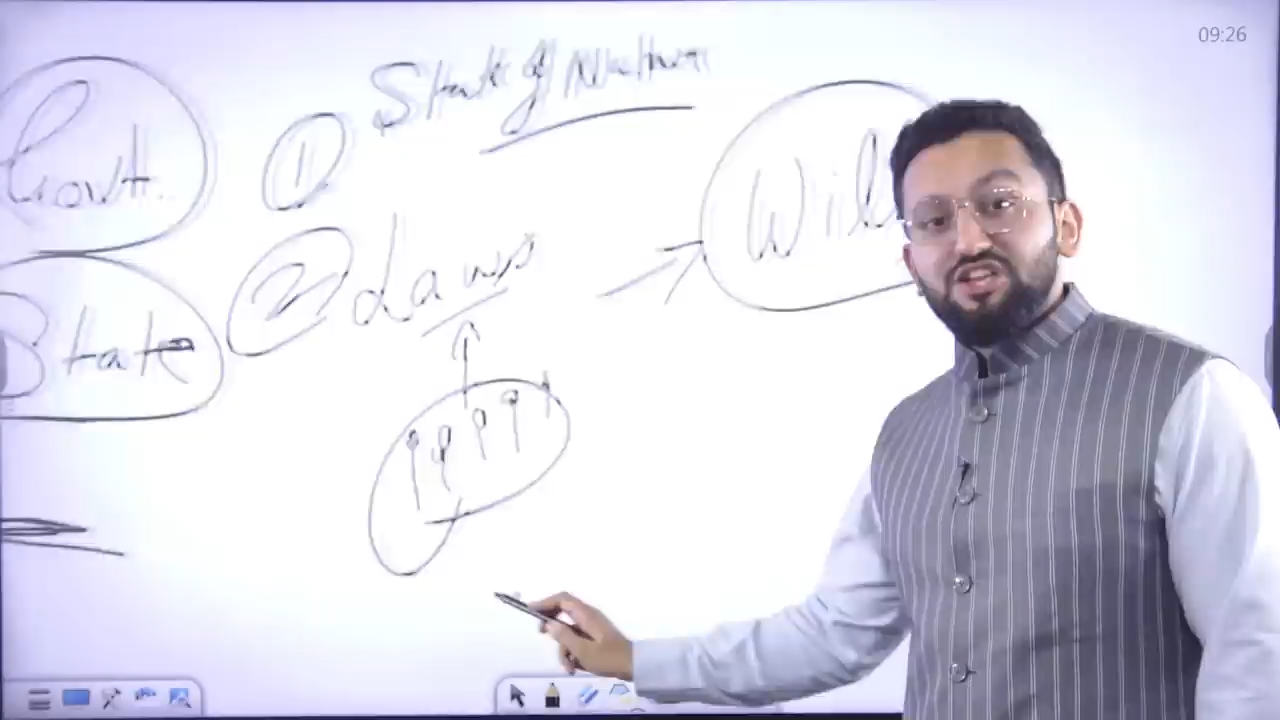 09:26
State of Nature
①
Govt.
Will
② Laws
State